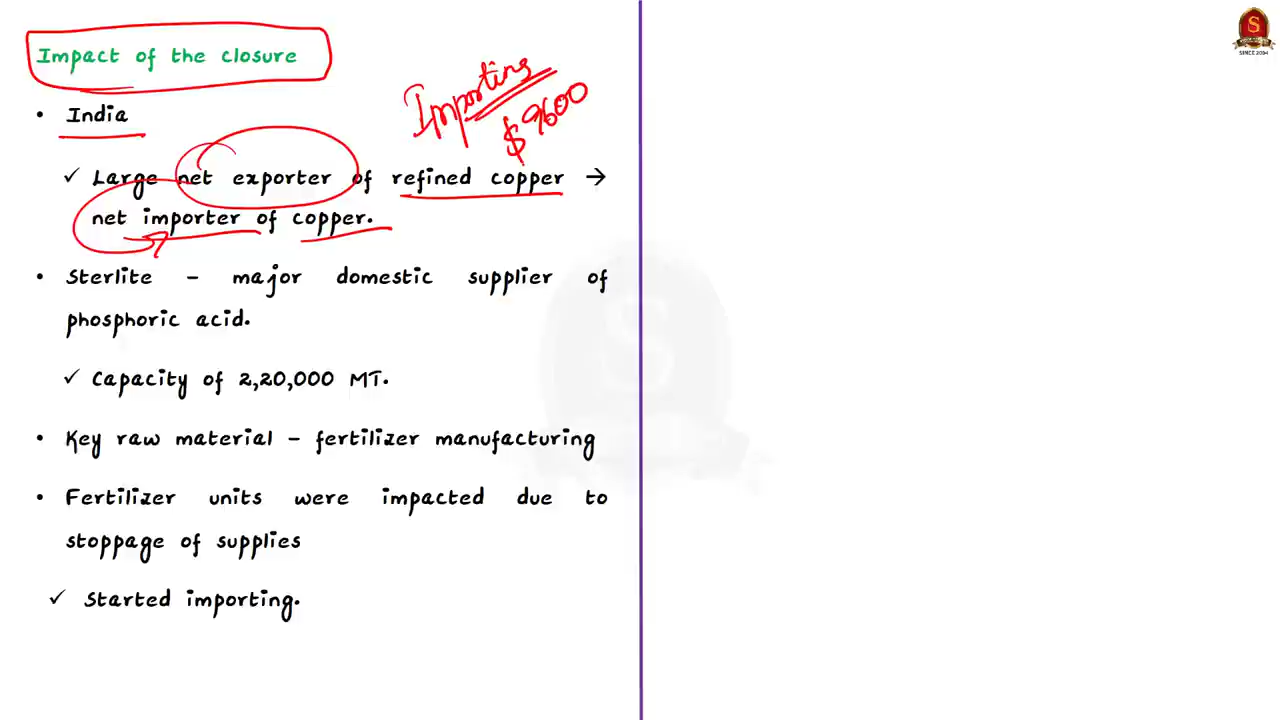 Impact of the closure
Importing
$9600
• India
✓ Large net exporter of refined copper →
net importer of copper.
• Sterlite - major domestic supplier of
phosphoric acid.
✓ Capacity of 2,20,000 MT.
• Key raw material - fertilizer manufacturing
• Fertilizer units were impacted due to
stoppage of supplies
✓ Started importing.
S
SINCE 2004